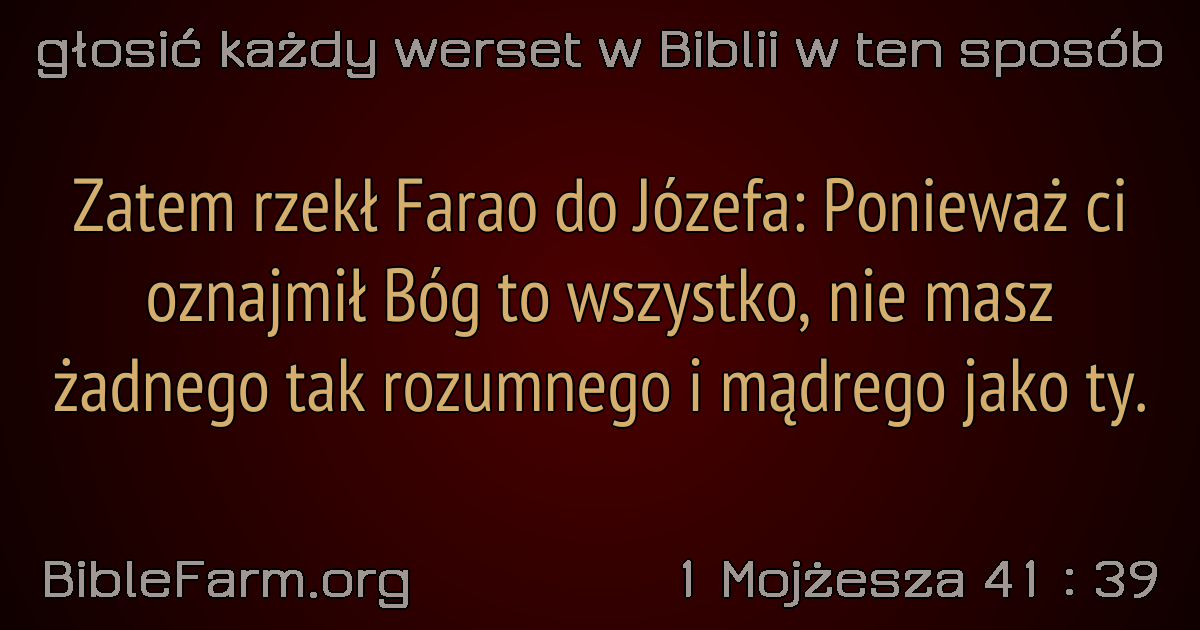 głosić każdy werset w Biblii w ten sposób
Zatem rzekł Farao do Józefa: Ponieważ ci
oznajmił Bóg to wszystko, nie masz
żadnego tak rozumnego i mądrego jako ty.
BibleFarm.org
1 Mojżesza 41 : 39